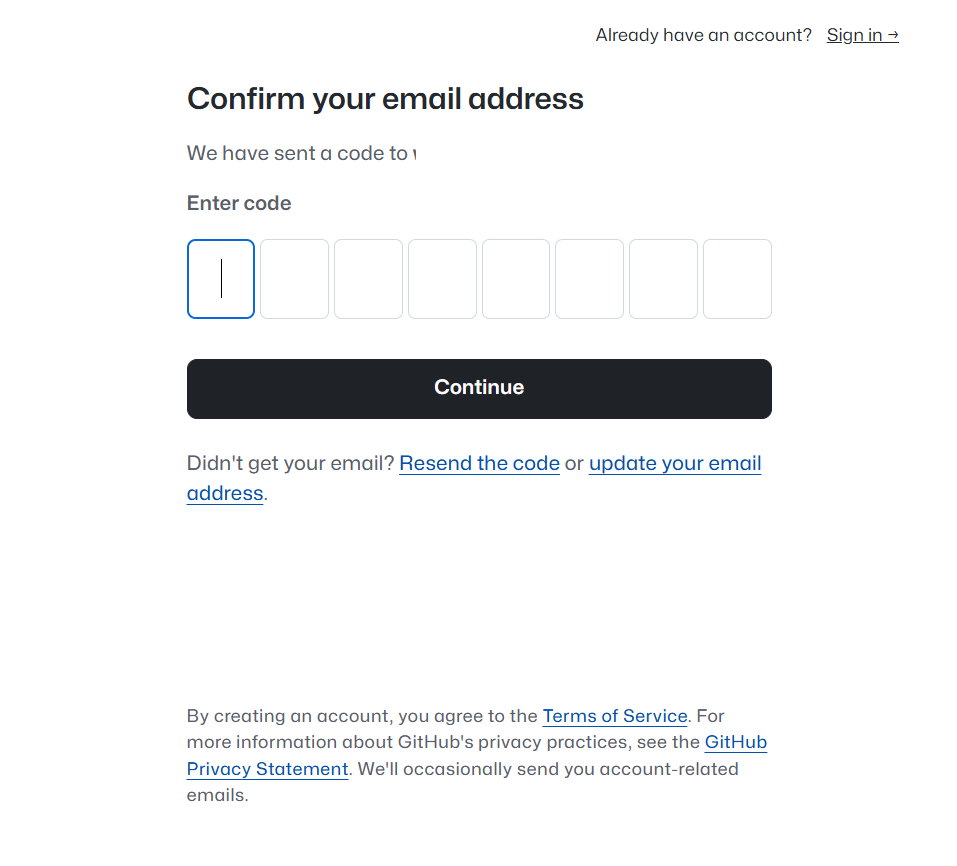 Already have an account? Sign in →
Confirm your email address
We have sent a code to
Enter code
Continue
Didn't get your email? Resend the code or update your email
address.
By creating an account, you agree to the Terms of Service. For
more information about GitHub's privacy practices, see the GitHub
Privacy Statement. We'll occasionally send you account-related
emails.